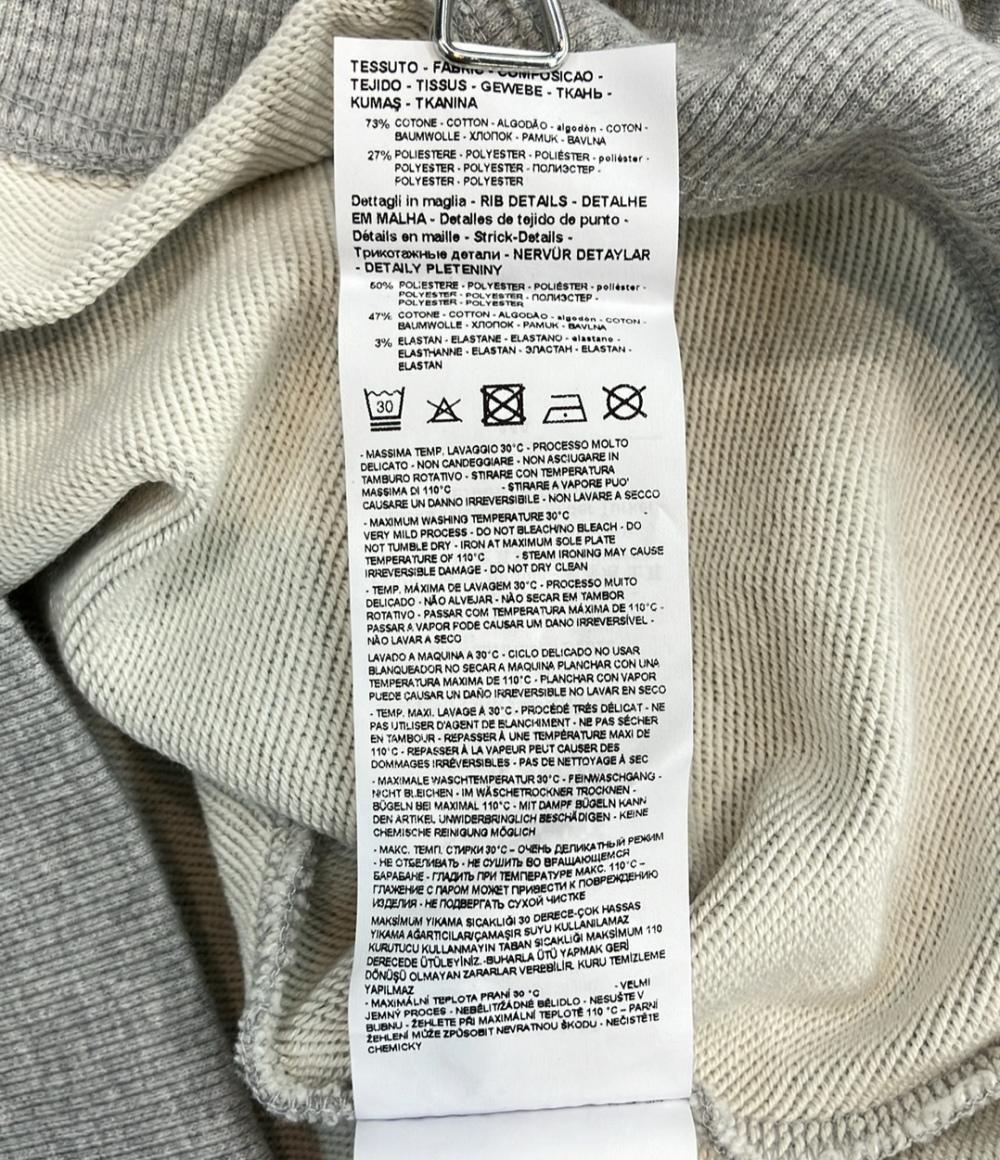 TESSUTO - FABRIC - COMPOSICAO -
TEJIDO - TISSUS - GEWEBE - ТКАНЬ -
KUMAŞ - TKANINA
73% COTONE - COTTON - ALGODÃO - algodòn - COTON -
BAUMWOLLE - ХЛОПОК - PAMUK - BAVLNA
27% POLIESTERE - POLYESTER - POLIÉSTER - poliéster -
POLYESTER - POLYESTER - ПОЛИЭСТЕР -
POLYESTER - POLYESTER
Dettagli in maglia - RIB DETAILS - DETALHE
EM MALHA - Detalles de tejido de punto -
Détails en maille - Strick-Details -
Трикотажные детали - NERVÜR DETAYLAR
- DETAILY PLETENINY
50% POLIESTERE - POLYESTER - POLIÉSTER - poliéster -
POLYESTER - POLYESTER - ПОЛИЭСТЕР -
POLYESTER - POLYESTER
47% COTONE - COTTON - ALGODÃO - algodòn - COTON -
BAUMWOLLE - ХЛОПОК - PAMUK - BAVLNA
3% ELASTAN - ELASTANE - ELASTANO - elastano -
ELASTHANNE - ELASTAN - ЭЛАСТАН - ELASTAN -
ELASTAN
30
- MASSIMA TEMP. LAVAGGIO 30°C - PROCESSO MOLTO
DELICATO - NON CANDEGGIARE - NON ASCIUGARE IN
TAMBURO ROTATIVO - STIRARE CON TEMPERATURA
MASSIMA DI 110°C - STIRARE A VAPORE PUO'
CAUSARE UN DANNO IRREVERSIBILE - NON LAVARE A SECCO
- MAXIMUM WASHING TEMPERATURE 30°C
VERY MILD PROCESS - DO NOT BLEACH/NO BLEACH - DO
NOT TUMBLE DRY - IRON AT MAXIMUM SOLE PLATE
TEMPERATURE OF 110°C - STEAM IRONING MAY CAUSE
IRREVERSIBLE DAMAGE - DO NOT DRY CLEAN
- TEMP. MÁXIMA DE LAVAGEM 30°C - PROCESSO MUITO
DELICADO - NÃO ALVEJAR - NÃO SECAR EM TAMBOR
ROTATIVO - PASSAR COM TEMPERATURA MÁXIMA DE 110°C -
PASSAR A VAPOR PODE CAUSAR UM DANO IRREVERSÍVEL -
NÃO LAVAR A SECO
LAVADO A MAQUINA A 30°C - CICLO DELICADO NO USAR
BLANQUEADOR NO SECAR A MAQUINA PLANCHAR CON UNA
TEMPERATURA MAXIMA DE 110°C - PLANCHAR CON VAPOR
PUEDE CAUSAR UN DAÑO IRREVERSIBLE NO LAVAR EN SECO
- TEMP. MAXI. LAVAGE À 30°C - PROCÉDÉ TRÈS DÉLICAT - NE
PAS UTILISER D'AGENT DE BLANCHIMENT - NE PAS SÉCHER
EN TAMBOUR - REPASSER À UNE TEMPÉRATURE MAXI DE
110°C - REPASSER À LA VAPEUR PEUT CAUSER DES
DOMMAGES IRRÉVERSIBLES - PAS DE NETTOYAGE À SEC
- MAXIMALE WASCHTEMPERATUR 30°C - FEINWASCHGANG -
NICHT BLEICHEN - IM WÄSCHETROCKNER TROCKNEN -
BÜGELN BEI MAXIMAL 110°C - MIT DAMPF BÜGELN KANN
DEN ARTIKEL UNWIDERBRINGLICH BESCHÄDIGEN - KEINE
CHEMISCHE REINIGUNG MÖGLICH
- МАКС. ТЕМП. СТИРКИ 30°C – ОЧЕНЬ ДЕЛИКАТНЫЙ РЕЖИМ
- НЕ ОТБЕЛИВАТЬ - НЕ СУШИТЬ ВО ВРАЩАЮЩЕМСЯ
БАРАБАНЕ - ГЛАДИТЬ ПРИ ТЕМПЕРАТУРЕ МАКС. 110°C –
ГЛАЖЕНИЕ С ПАРОМ МОЖЕТ ПРИВЕСТИ К ПОВРЕЖДЕНИЮ
ИЗДЕЛИЯ - НЕ ПОДВЕРГАТЬ СУХОЙ ЧИСТКЕ
MAKSİMUM YIKAMA SICAKLIĞI 30 DERECE-ÇOK HASSAS
YIKAMA AĞARTICILAR/ÇAMAŞIR SUYU KULLANILAMAZ
KURUTUCU KULLANMAYIN TABAN SICAKLIĞI MAKSİMUM 110
DERECEDE ÜTÜLEYİNİZ.-BUHARLA ÜTÜ YAPMAK GERİ
DÖNÜŞÜ OLMAYAN ZARARLAR VEREBİLİR. KURU TEMİZLEME
YAPILMAZ
- MAXIMÁLNÍ TEPLOTA PRANÍ 30 °C - VELMI
JEMNÝ PROCES - NEBĚLIT/ŽÁDNÉ BĚLIDLO - NESUŠTE V
BUBNU - ŽEHLETE PŘI MAXIMÁLNÍ TEPLOTĚ 110 °C – PARNÍ
ŽEHLENÍ MŮŽE ZPŮSOBIT NEVRATNOU ŠKODU - NEČISTĚTE
CHEMICKY